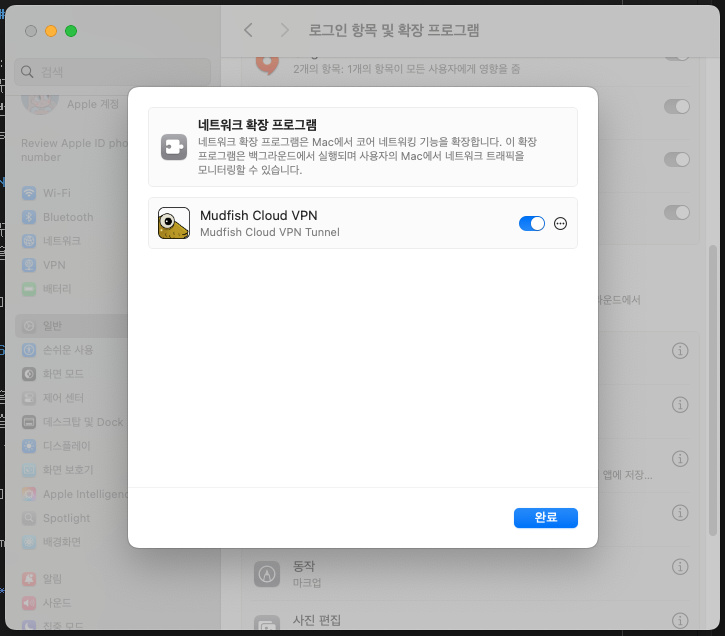 로그인 항목 및 확장 프로그램
검색
Apple 계정
Review Apple ID pho
number
Wi-Fi
Bluetooth
네트워크
VPN
배터리
일반
손쉬운 사용
화면 모드
제어 센터
데스크탑 및 Dock
디스플레이
화면 보호기
Apple Intelligenc
Spotlight
배경화면
알림
사운드
집중 모드
2개의 항목: 1개의 항목이 모든 사용자에게 영향을 줌
네트워크 확장 프로그램
네트워크 확장 프로그램은 Mac에서 코어 네트워킹 기능을 확장합니다. 이 확장
프로그램은 백그라운드에서 실행되며 사용자의 Mac에서 네트워크 트래픽을
모니터링할 수 있습니다.
Mudfish Cloud VPN
Mudfish Cloud VPN Tunnel
완료
라운드에서
앱에 저장...
동작
마크업
사진 편집